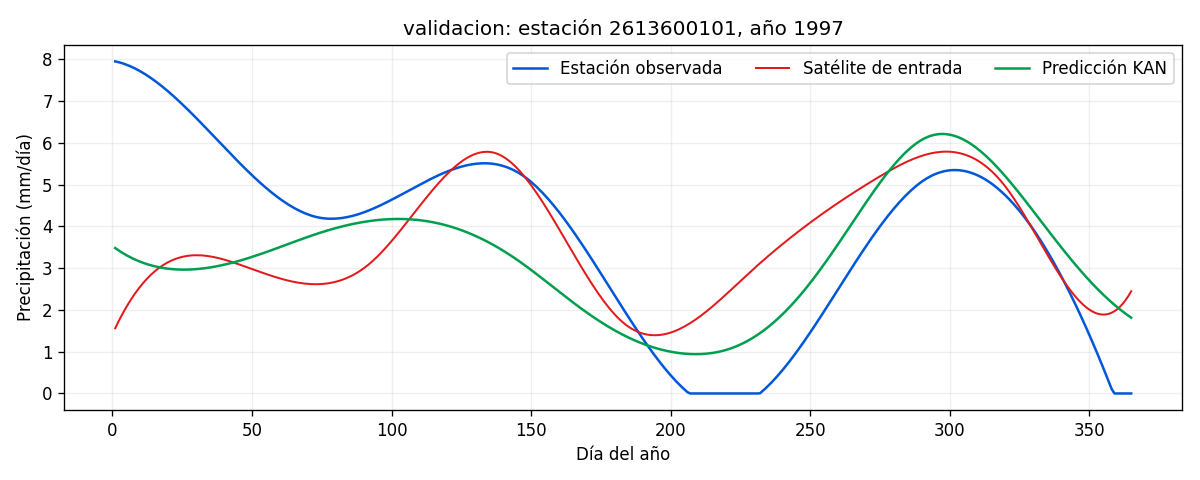 validacion: estación 2613600101, año 1997
Estación observada
Satélite de entrada
Predicción KAN
Precipitación (mm/día)
8
7
6
5
4
3
2
1
0
0 50 100 150 200 250 300 350
Día del año